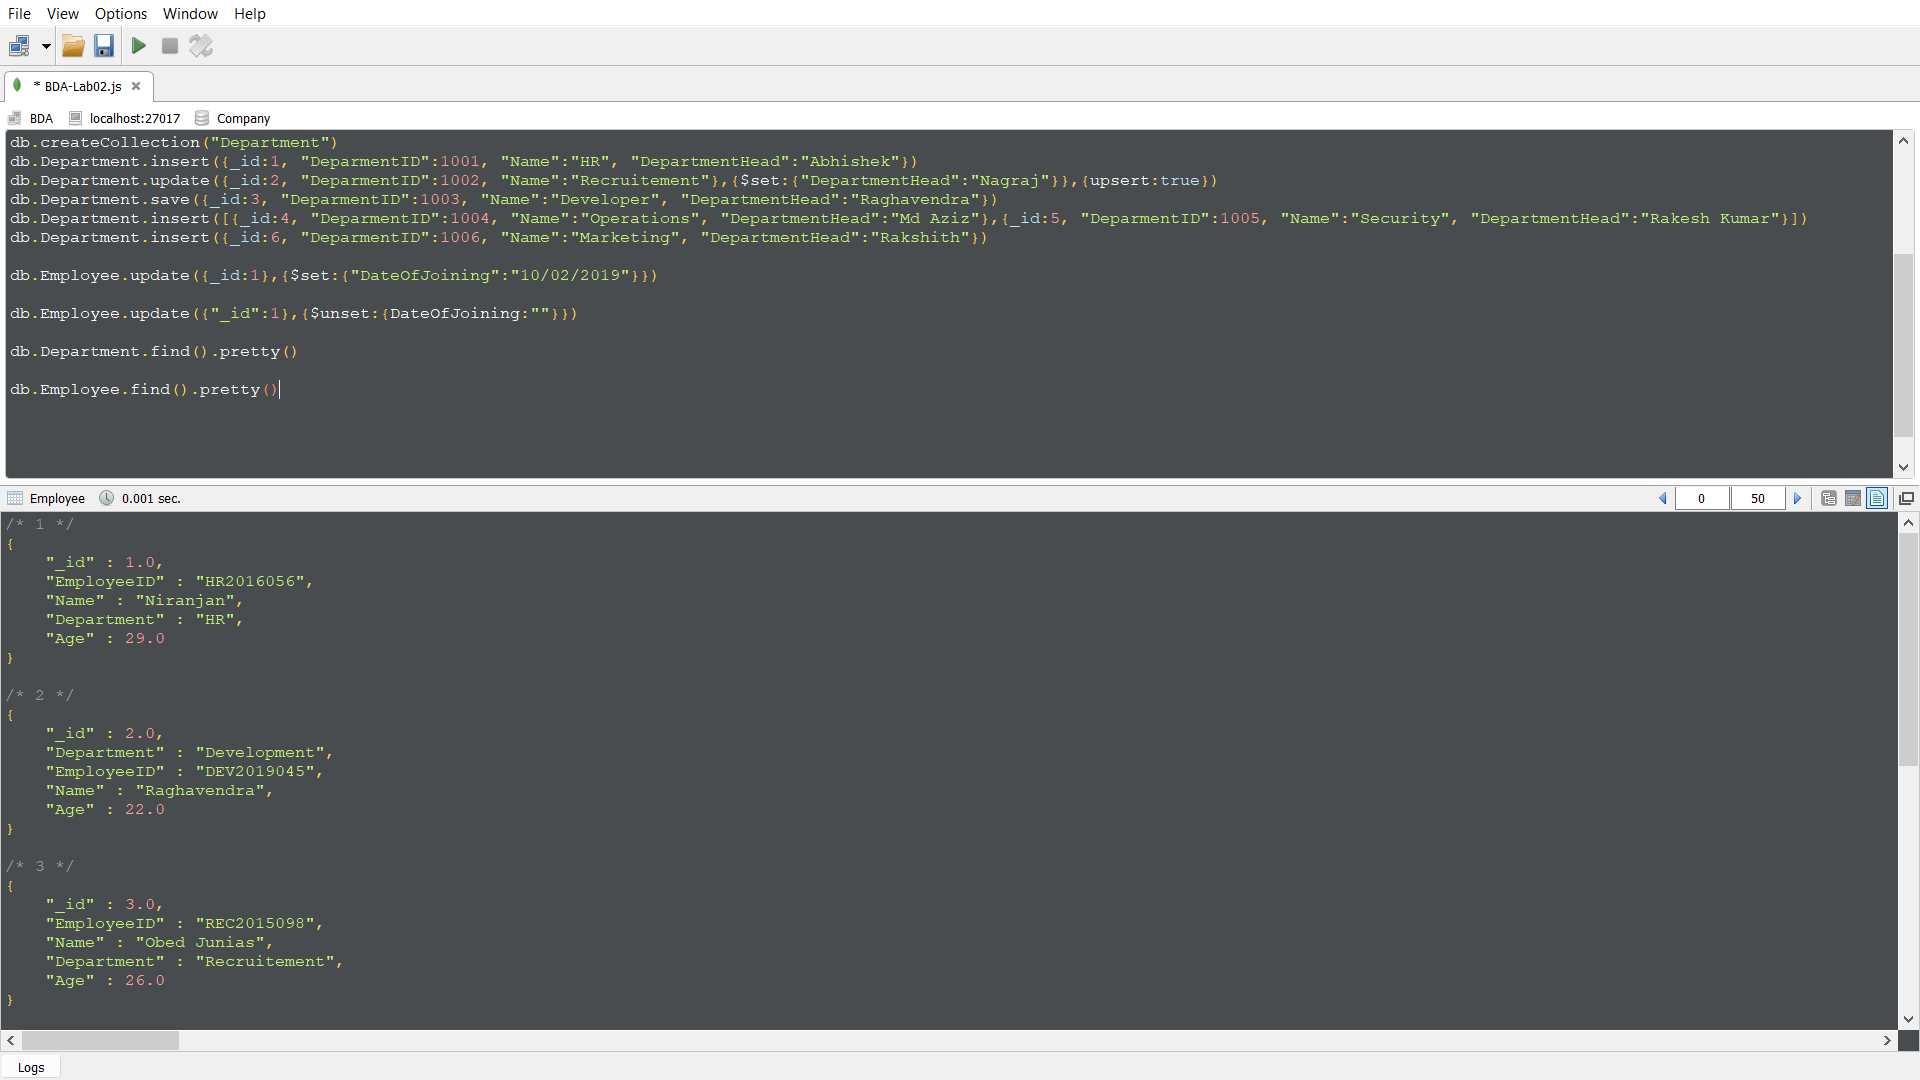 File View Options Window Help
* BDA-Lab02.js
BDA localhost:27017 Company
db.createCollection("Department")
db.Department.insert({_id:1, "DeparmentID":1001, "Name":"HR", "DepartmentHead":"Abhishek"})
db.Department.update({_id:2, "DeparmentID":1002, "Name":"Recruitement"},{$set:{"DepartmentHead":"Nagraj"}},{upsert:true})
db.Department.save({_id:3, "DeparmentID":1003, "Name":"Developer", "DepartmentHead":"Raghavendra"})
db.Department.insert([{_id:4, "DeparmentID":1004, "Name":"Operations", "DepartmentHead":"Md Aziz"},{_id:5, "DeparmentID":1005, "Name":"Security", "DepartmentHead":"Rakesh Kumar"}])
db.Department.insert({_id:6, "DeparmentID":1006, "Name":"Marketing", "DepartmentHead":"Rakshith"})
db.Employee.update({_id:1},{$set:{"DateOfJoining":"10/02/2019"}})
db.Employee.update({"_id":1},{$unset:{DateOfJoining:""}})
db.Department.find().pretty()
db.Employee.find().pretty()
Employee 0.001 sec. 0 50
/* 1 */
{
"_id" : 1.0,
"EmployeeID" : "HR2016056",
"Name" : "Niranjan",
"Department" : "HR",
"Age" : 29.0
}
/* 2 */
{
"_id" : 2.0,
"Department" : "Development",
"EmployeeID" : "DEV2019045",
"Name" : "Raghavendra",
"Age" : 22.0
}
/* 3 */
{
"_id" : 3.0,
"EmployeeID" : "REC2015098",
"Name" : "Obed Junias",
"Department" : "Recruitement",
"Age" : 26.0
}
Logs